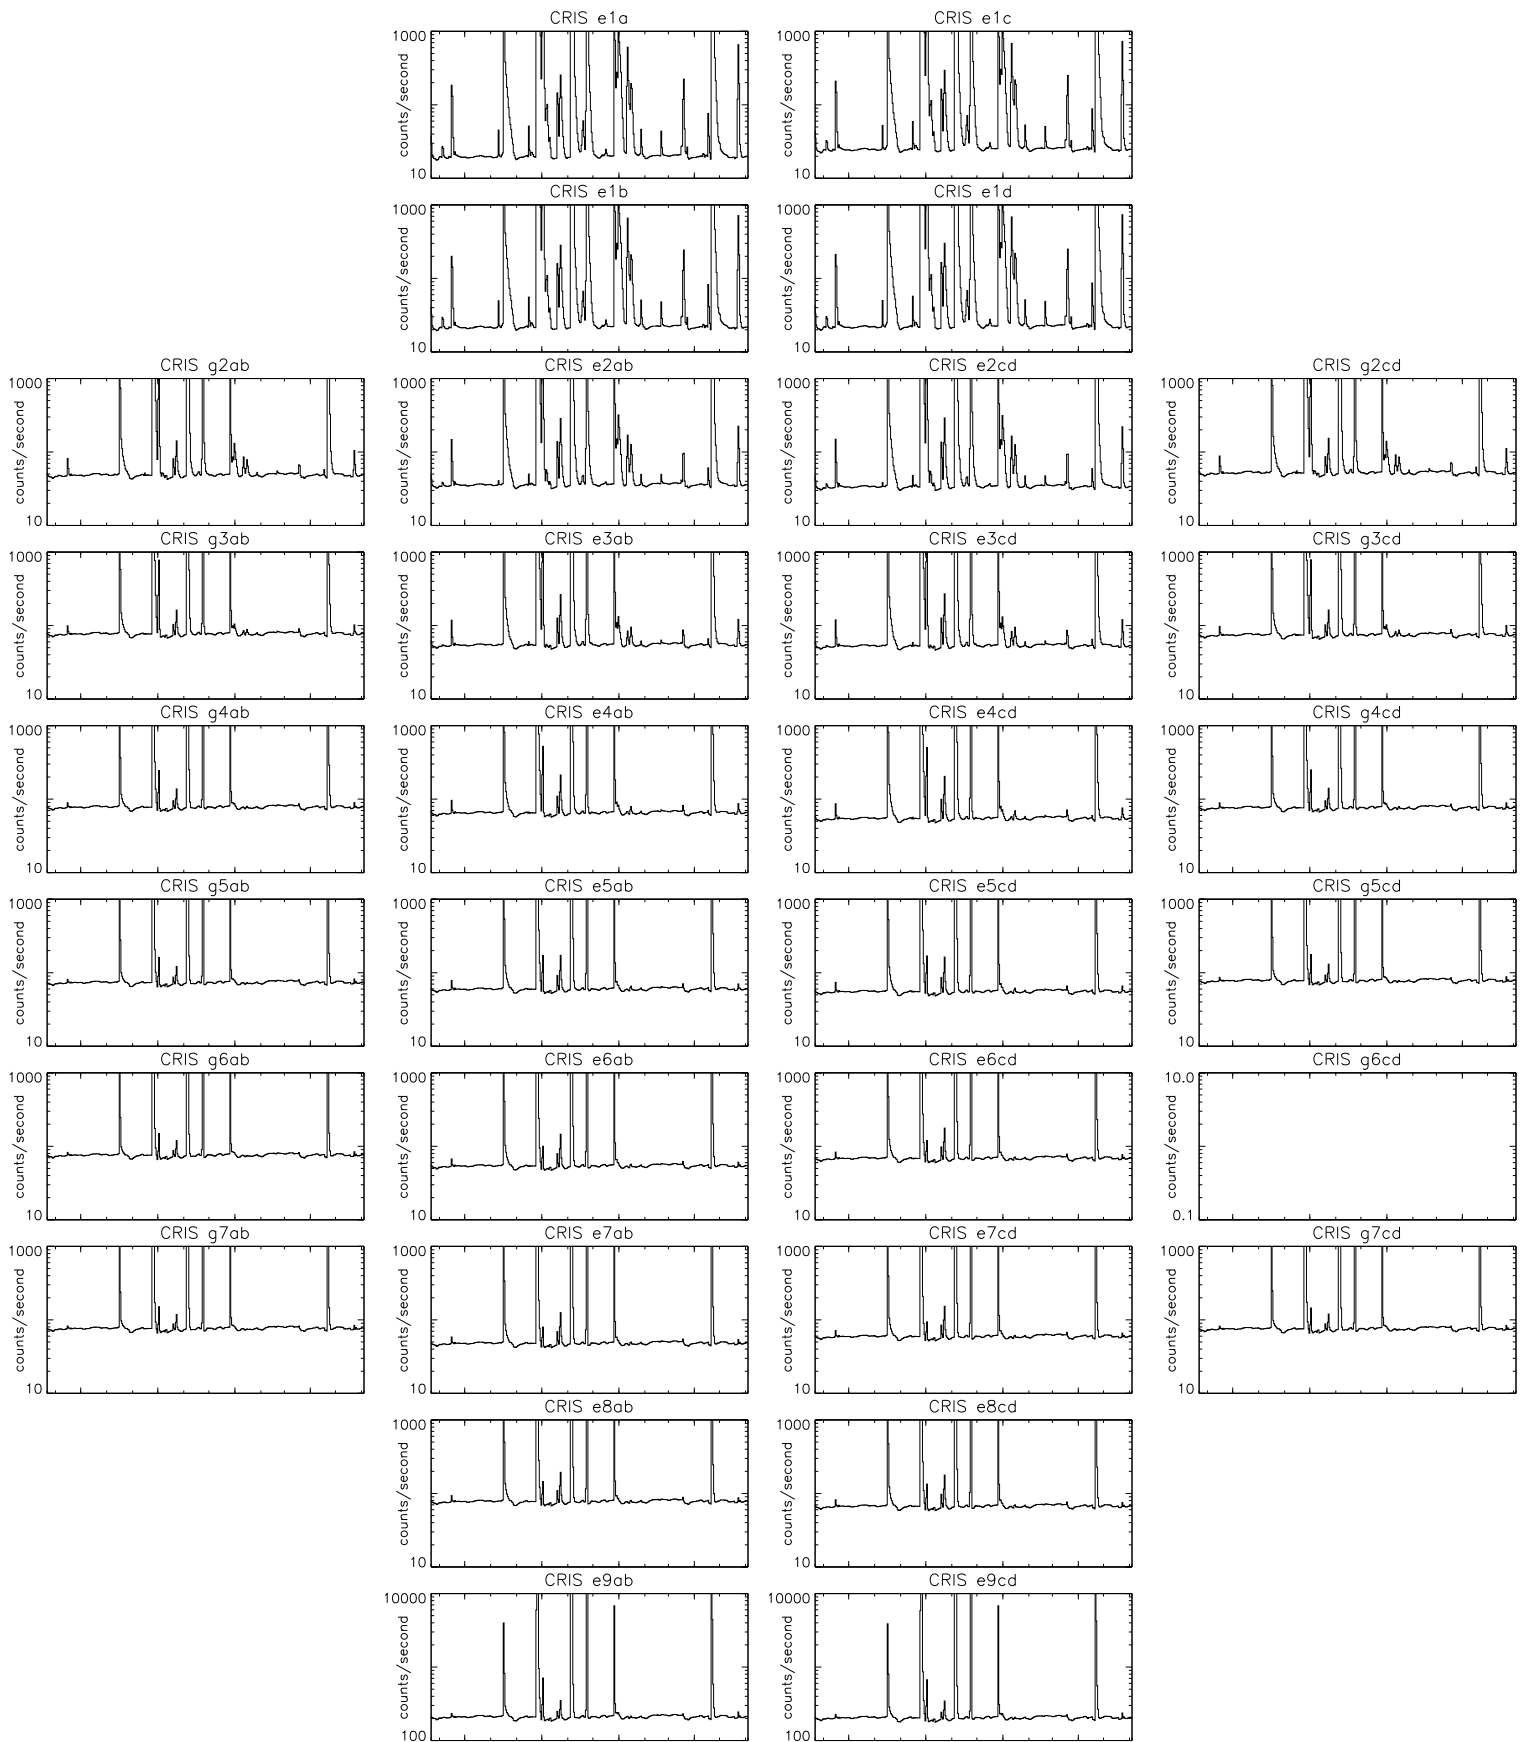 CRIS e1a CRIS e1c
1000 1000
counts/second counts/second
10 10
CRIS e1b CRIS e1d
1000 1000
counts/second counts/second
10 10
CRIS g2ab CRIS e2ab CRIS e2cd CRIS g2cd
1000 1000 1000 1000
counts/second counts/second counts/second counts/second
10 10 10 10
CRIS g3ab CRIS e3ab CRIS e3cd CRIS g3cd
1000 1000 1000 1000
counts/second counts/second counts/second counts/second
10 10 10 10
CRIS g4ab CRIS e4ab CRIS e4cd CRIS g4cd
1000 1000 1000 1000
counts/second counts/second counts/second counts/second
10 10 10 10
CRIS g5ab CRIS e5ab CRIS e5cd CRIS g5cd
1000 1000 1000 1000
counts/second counts/second counts/second counts/second
10 10 10 10
CRIS g6ab CRIS e6ab CRIS e6cd CRIS g6cd
1000 1000 1000 10.0
counts/second counts/second counts/second counts/second
10 10 10 0.1
CRIS g7ab CRIS e7ab CRIS e7cd CRIS g7cd
1000 1000 1000 1000
counts/second counts/second counts/second counts/second
10 10 10 10
CRIS e8ab CRIS e8cd
1000 1000
counts/second counts/second
10 10
CRIS e9ab CRIS e9cd
10000 10000
counts/second counts/second
100 100